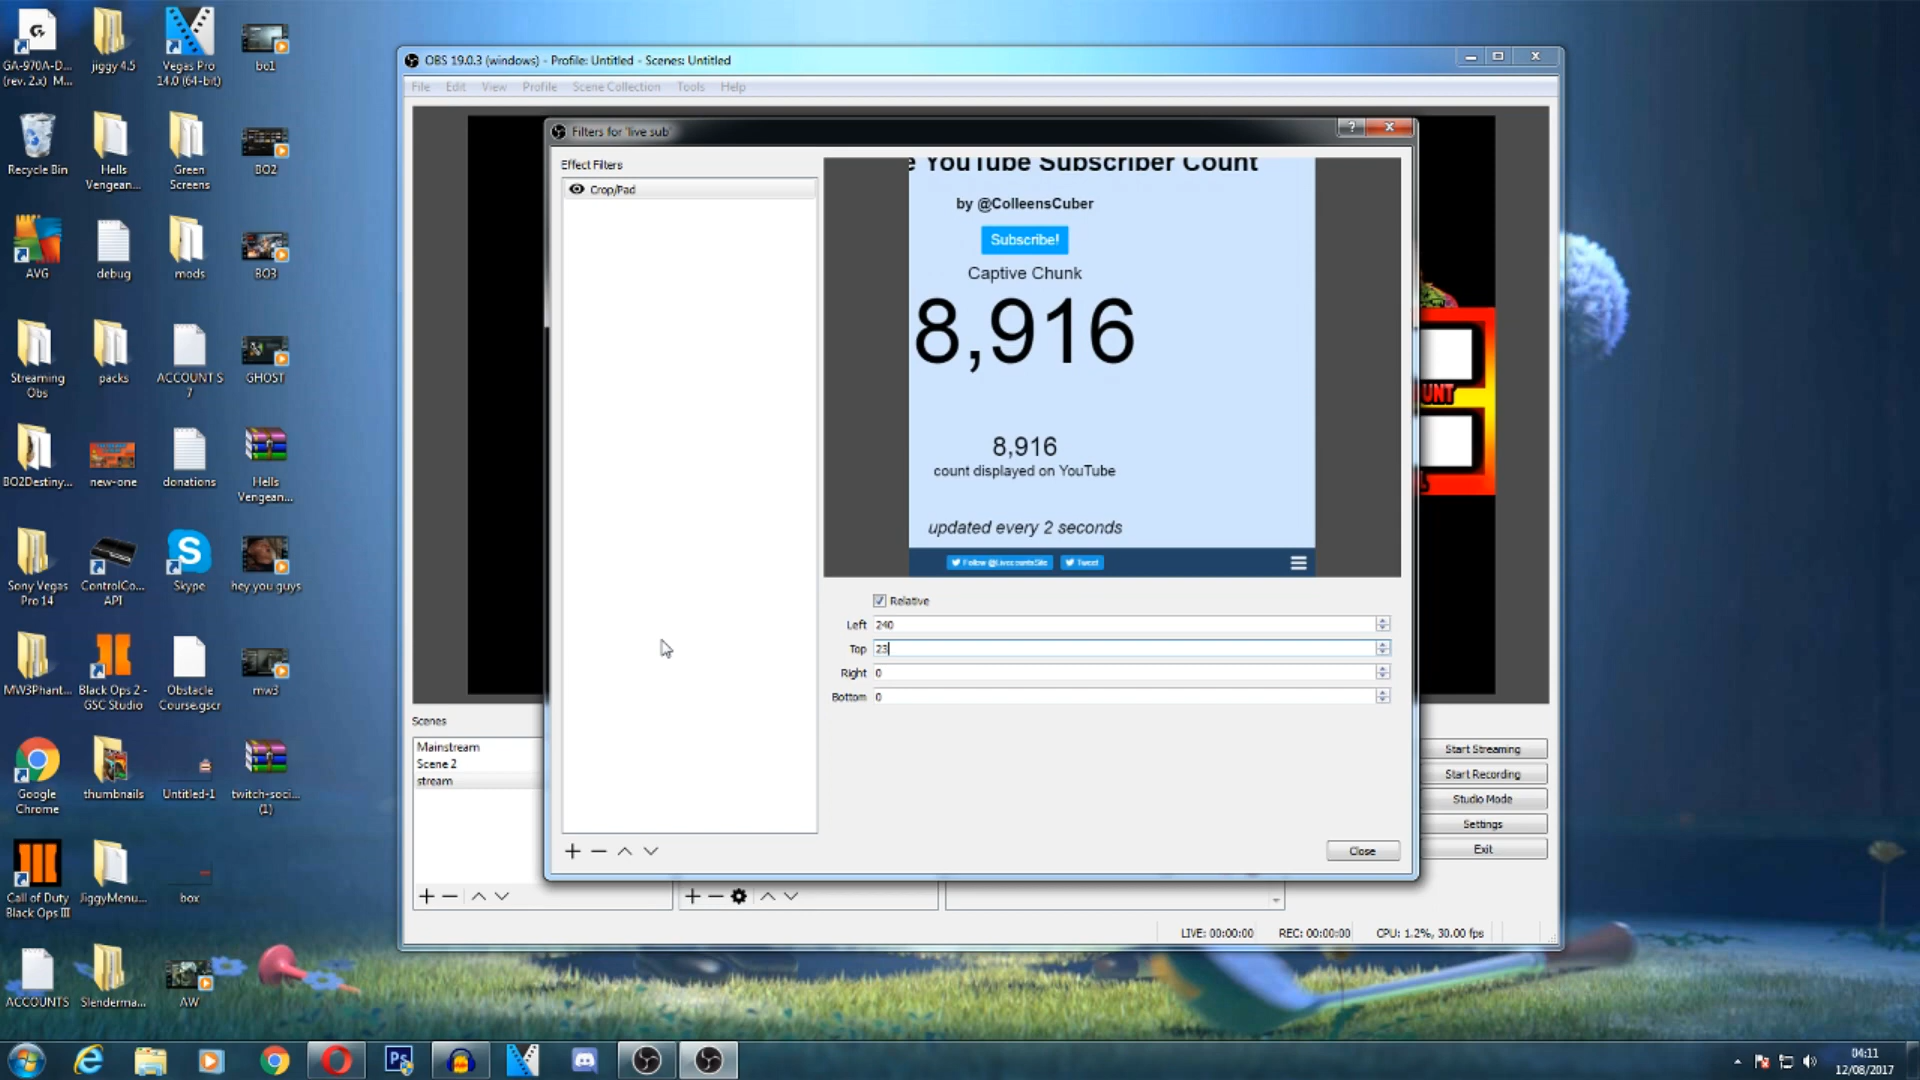 GA-970A-D...
(rev. 2.x) M...
jiggy 4.5
Vegas Pro
14.0 (64-bit)
bo1
Recycle Bin
Hells
Vengean...
Green
Screens
BO2
AVG
debug
mods
BO3
Streaming
Obs
packs
ACCOUNT S
7
GHOST
BO2Destiny...
new-one
donations
Hells
Vengean...
Sony Vegas
Pro 14
ControlCo...
API
Skype
hey you guys
MW3Phant...
Black Ops 2 -
GSC Studio
Obstacle
Course.gscr
mw3
Google
Chrome
thumbnails
Untitled-1
twitch-soci...
(1)
Call of Duty
Black Ops III
JiggyMenu...
box
ACCOUNTS
Slenderma...
AW
OBS 19.0.3 (windows) - Profile: Untitled - Scenes: Untitled
File Edit View Profile Scene Collection Tools Help
Filters for 'live sub'
Effect Filters
Crop/Pad
e YouTube Subscriber Count
by @ColleensCuber
Subscribe!
Captive Chunk
8,916
8,916
count displayed on YouTube
updated every 2 seconds
Follow @LivecountsSite
Tweet
Relative
Left 240
Top 23
Right 0
Bottom 0
Close
UNT
Scenes
Mainstream
Scene 2
stream
Start Streaming
Start Recording
Studio Mode
Settings
Exit
LIVE: 00:00:00
REC: 00:00:00
CPU: 1.2%, 30.00 fps
Ps
04:11
12/08/2017